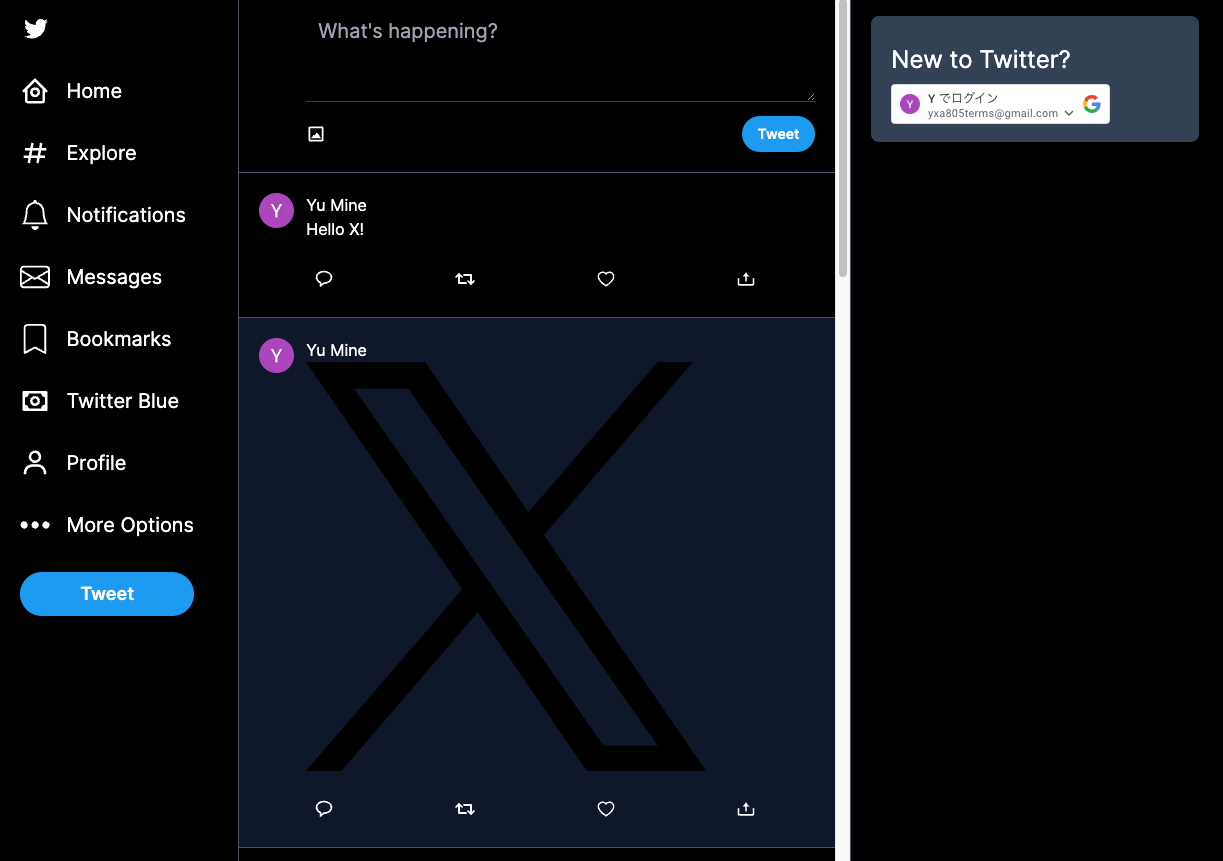 Home
Explore
Notifications
Messages
Bookmarks
Twitter Blue
Profile
More Options
Tweet
What's happening?
Tweet
Y
Yu Mine
Hello X!
Y
Yu Mine
New to Twitter?
Y
Y でログイン
yxa805terms@gmail.com